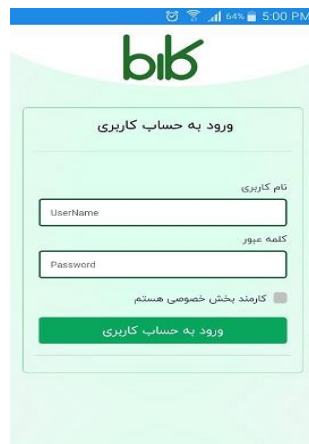 64% 5:00 PM
bik
ورود به حساب کاربری
نام کاربری
UserName
کلمه عبور
Password
کارمند بخش خصوصی هستم
ورود به حساب کاربری